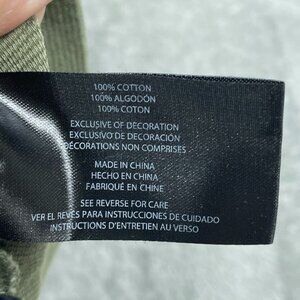 100% COTTON
100% ALGODÓN
100% COTON
EXCLUSIVE OF DECORATION
EXCLUSIVO DE DECORACIÓN
DÉCORATIONS NON COMPRISES
MADE IN CHINA
HECHO EN CHINA
FABRIQUÉ EN CHINE
SEE REVERSE FOR CARE
VER EL REVÉS PARA INSTRUCCIONES DE CUIDADO
INSTRUCTIONS D'ENTRETIEN AU VERSO